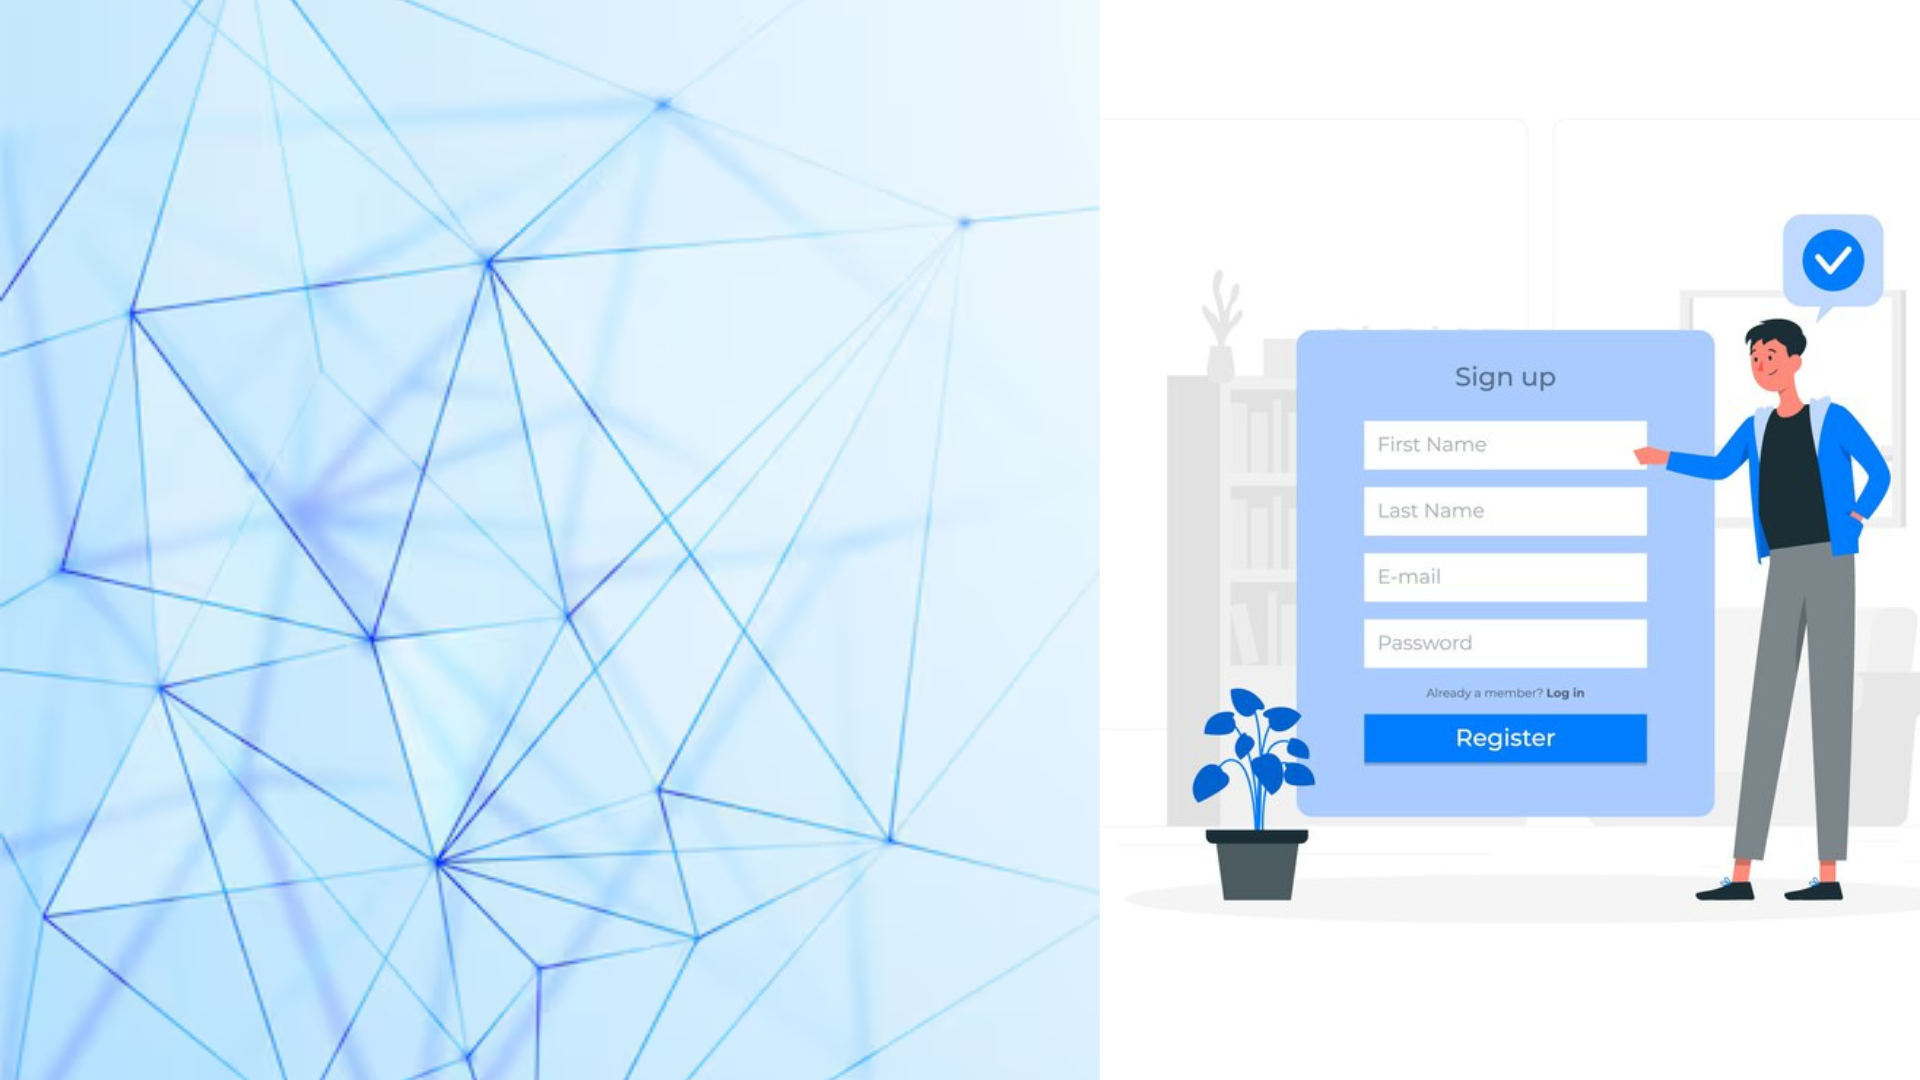 Sign up
First Name
Last Name
E-mail
Password
Already a member? Log in
Register